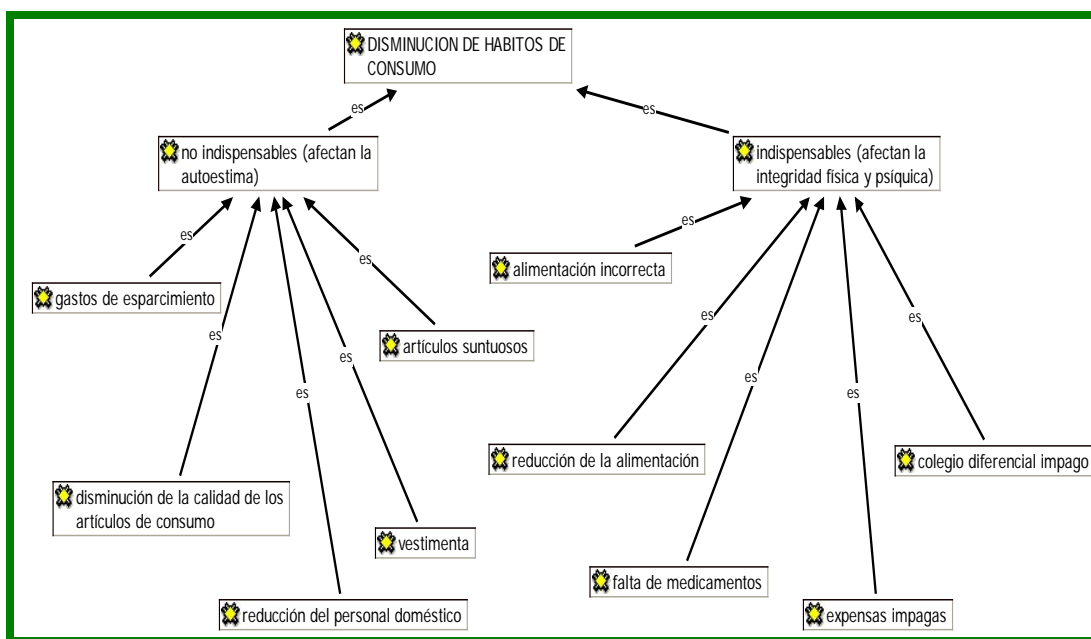 DISMINUCION DE HABITOS DE
CONSUMO
es
es
no indispensables (afectan la
autoestima)
indispensables (afectan la
integridad física y psíquica)
es
es
es
es
es
es
es
es
es
es
gastos de esparcimiento
alimentación incorrecta
artículos suntuosos
reducción de la alimentación
colegio diferencial impago
disminución de la calidad de los
artículos de consumo
vestimenta
falta de medicamentos
reducción del personal doméstico
expensas impagas